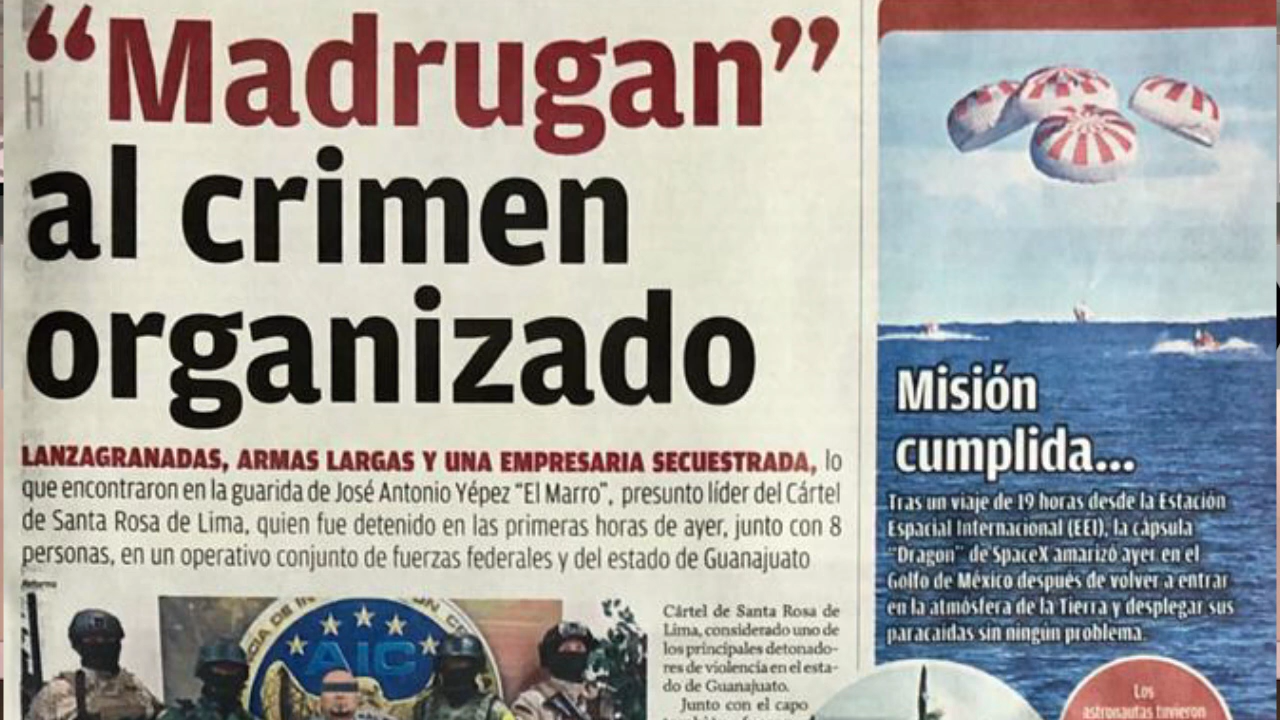 “Madrugan”
al crimen
organizado
LANZAGRANADAS, ARMAS LARGAS Y UNA EMPRESARIA SECUESTRADA, lo
que encontraron en la guarida de José Antonio Yépez "El Marro", presunto líder del Cártel
de Santa Rosa de Lima, quien fue detenido en las primeras horas de ayer, junto con 8
personas, en un operativo conjunto de fuerzas federales y del estado de Guanajuato
Reforma
AIC
Cártel de Santa Rosa de
Lima, considerado uno de
los principales detonado-
res de violencia en el esta-
do de Guanajuato.
Junto con el capo
Misión
cumplida...
Tras un viaje de 19 horas desde la Estación
Espacial Internacional (EEI), la cápsula
"Dragon" de SpaceX amarizó ayer en el
Golfo de México después de volver a entrar
en la atmósfera de la Tierra y desplegar sus
paracaídas sin ningún problema.
Los
astronautas tuvieron